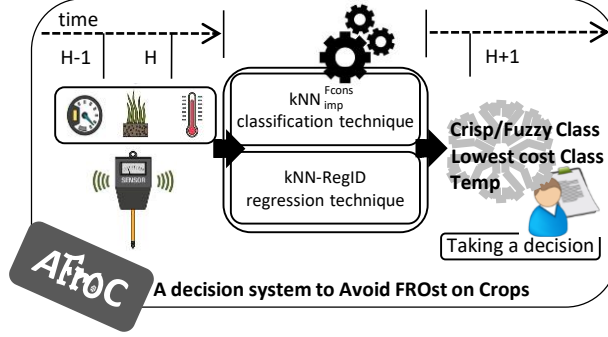 time
H-1 H
H+1
kNN imp Fcons
classification technique
kNN-RegID
regression technique
SENSOR
Crisp/Fuzzy Class
Lowest cost Class
Temp
Taking a decision
AFroC
A decision system to Avoid FROst on Crops